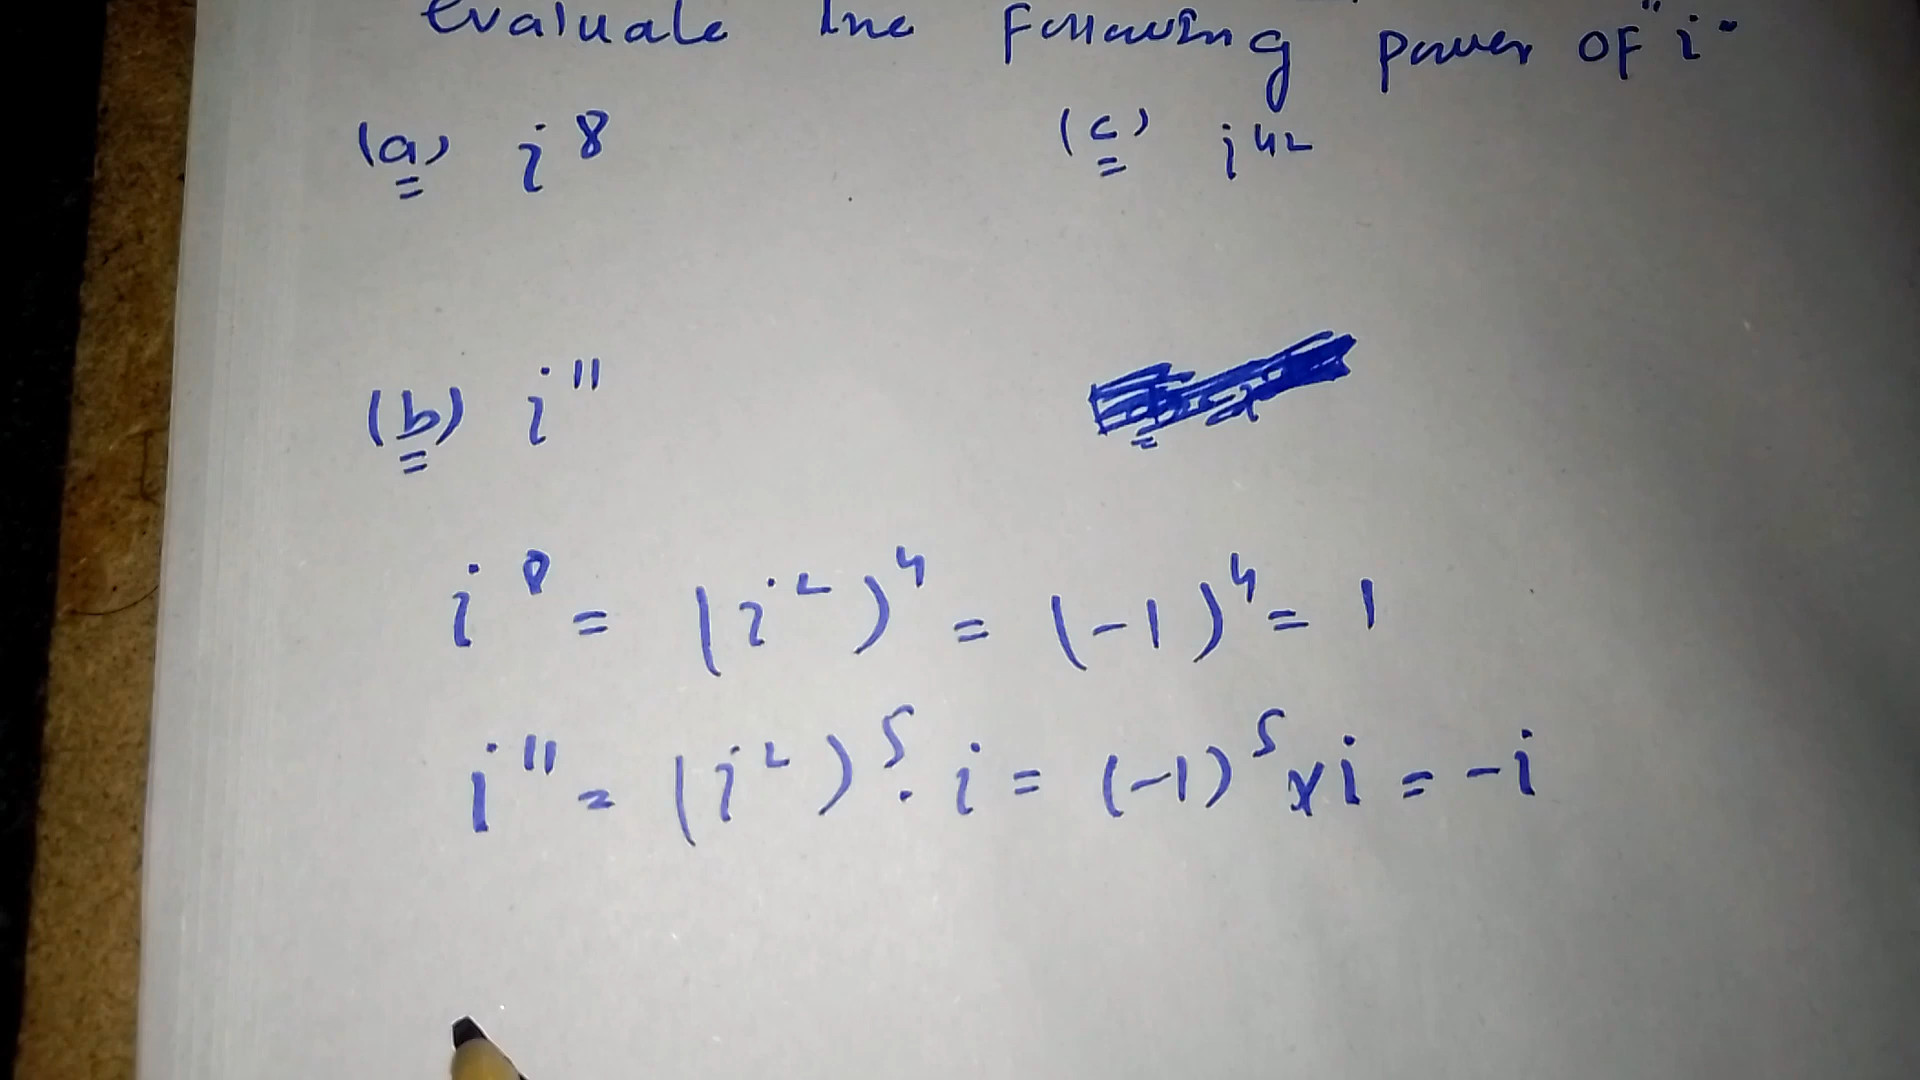 Evaluate the following power of "i"
(a) i⁸ (c) i⁴²
(b) i¹¹
i⁸ = (i²)⁴ = (-1)⁴ = 1
i¹¹ = (i²)⁵ . i = (-1)⁵ x i = -i